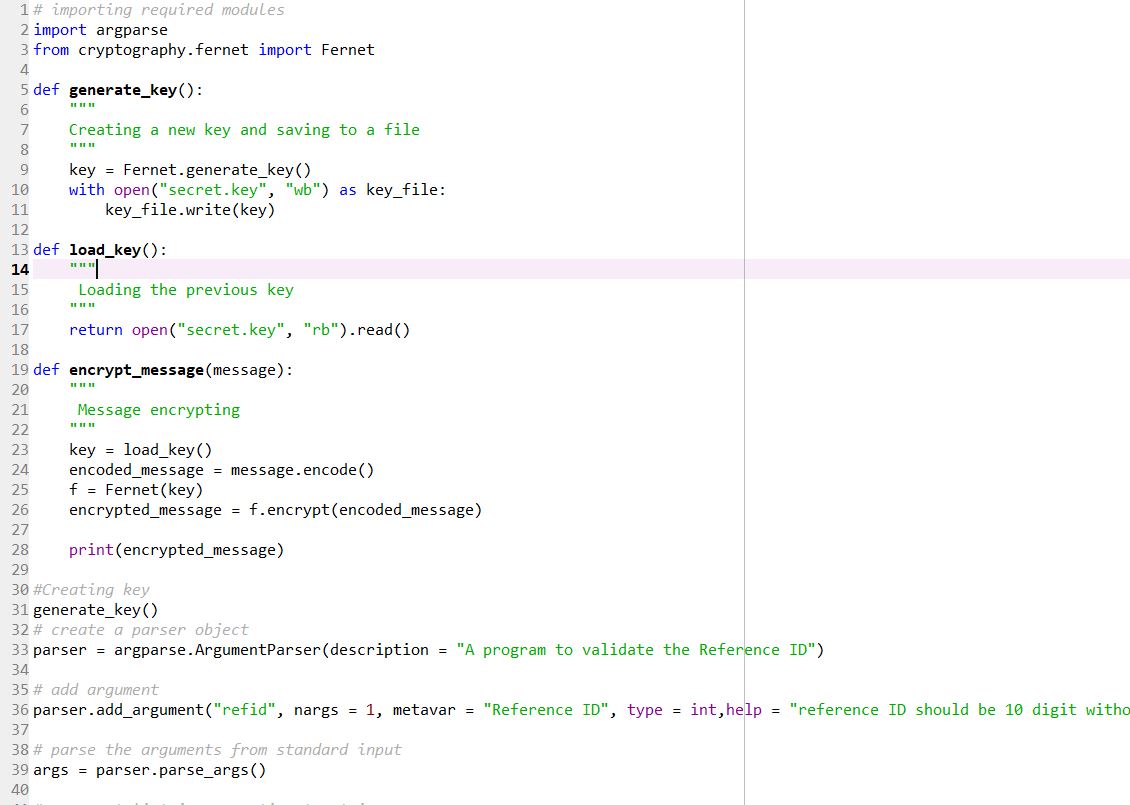 1 # importing required modules
2 import argparse
3 from cryptography.fernet import Fernet
4
5 def generate_key():
6     """
7     Creating a new key and saving to a file
8     """
9     key = Fernet.generate_key()
10     with open("secret.key", "wb") as key_file:
11         key_file.write(key)
12
13 def load_key():
14     """
15      Loading the previous key
16     """
17     return open("secret.key", "rb").read()
18
19 def encrypt_message(message):
20     """
21      Message encrypting
22     """
23     key = load_key()
24     encoded_message = message.encode()
25     f = Fernet(key)
26     encrypted_message = f.encrypt(encoded_message)
27
28     print(encrypted_message)
29
30 #Creating key
31 generate_key()
32 # create a parser object
33 parser = argparse.ArgumentParser(description = "A program to validate the Reference ID")
34
35 # add argument
36 parser.add_argument("refid", nargs = 1, metavar = "Reference ID", type = int,help = "reference ID should be 10 digit witho
37
38 # parse the arguments from standard input
39 args = parser.parse_args()
40